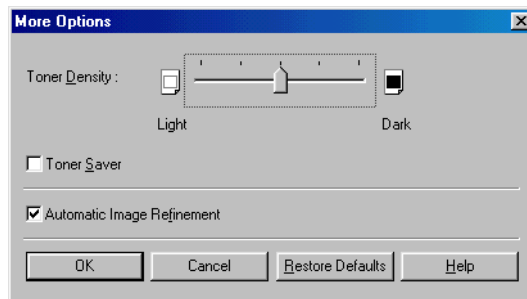 More Options
Toner Density :
Light Dark
Toner Saver
Automatic Image Refinement
OK Cancel Restore Defaults Help